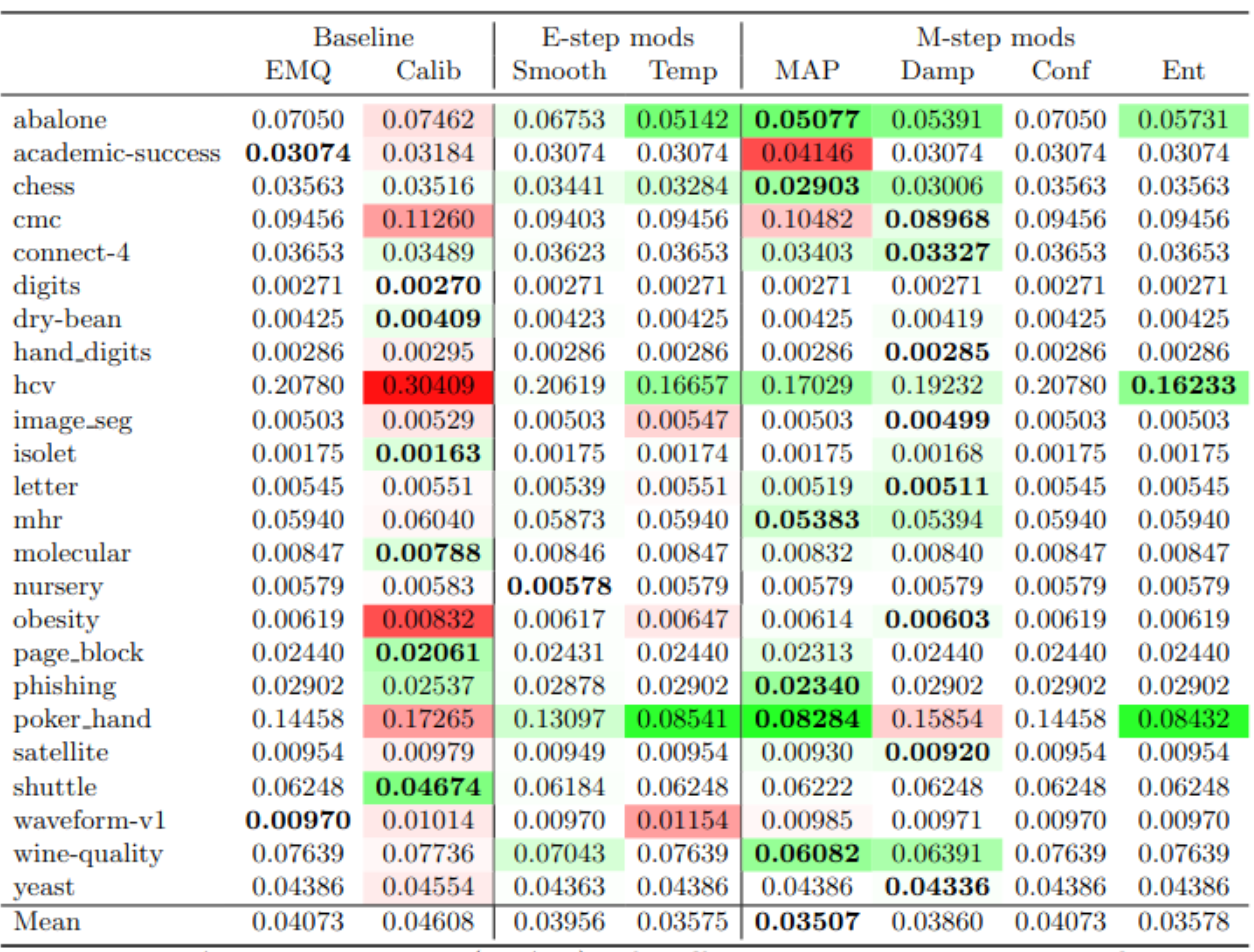 Baseline E-step mods M-step mods
EMQ Calib Smooth Temp MAP Damp Conf Ent
abalone 0.07050 0.07462 0.06753 0.05142 0.05077 0.05391 0.07050 0.05731
academic-success 0.03074 0.03184 0.03074 0.03074 0.04146 0.03074 0.03074 0.03074
chess 0.03563 0.03516 0.03441 0.03284 0.02903 0.03006 0.03563 0.03563
cmc 0.09456 0.11260 0.09403 0.09456 0.10482 0.08968 0.09456 0.09456
connect-4 0.03653 0.03489 0.03623 0.03653 0.03403 0.03327 0.03653 0.03653
digits 0.00271 0.00270 0.00271 0.00271 0.00271 0.00271 0.00271 0.00271
dry-bean 0.00425 0.00409 0.00423 0.00425 0.00425 0.00419 0.00425 0.00425
hand_digits 0.00286 0.00295 0.00286 0.00286 0.00286 0.00285 0.00286 0.00286
hcv 0.20780 0.30409 0.20619 0.16657 0.17029 0.19232 0.20780 0.16233
image_seg 0.00503 0.00529 0.00503 0.00547 0.00503 0.00499 0.00503 0.00503
isolet 0.00175 0.00163 0.00175 0.00174 0.00175 0.00168 0.00175 0.00175
letter 0.00545 0.00551 0.00539 0.00551 0.00519 0.00511 0.00545 0.00545
mhr 0.05940 0.06040 0.05873 0.05940 0.05383 0.05394 0.05940 0.05940
molecular 0.00847 0.00788 0.00846 0.00847 0.00832 0.00840 0.00847 0.00847
nursery 0.00579 0.00583 0.00578 0.00579 0.00579 0.00579 0.00579 0.00579
obesity 0.00619 0.00832 0.00617 0.00647 0.00614 0.00603 0.00619 0.00619
page_block 0.02440 0.02061 0.02431 0.02440 0.02313 0.02440 0.02440 0.02440
phishing 0.02902 0.02537 0.02878 0.02902 0.02340 0.02902 0.02902 0.02902
poker_hand 0.14458 0.17265 0.13097 0.08541 0.08284 0.15854 0.14458 0.08432
satellite 0.00954 0.00979 0.00949 0.00954 0.00930 0.00920 0.00954 0.00954
shuttle 0.06248 0.04674 0.06184 0.06248 0.06222 0.06248 0.06248 0.06248
waveform-v1 0.00970 0.01014 0.00970 0.01154 0.00985 0.00971 0.00970 0.00970
wine-quality 0.07639 0.07736 0.07043 0.07639 0.06082 0.06391 0.07639 0.07639
yeast 0.04386 0.04554 0.04363 0.04386 0.04386 0.04336 0.04386 0.04386
Mean 0.04073 0.04608 0.03956 0.03575 0.03507 0.03860 0.04073 0.03578